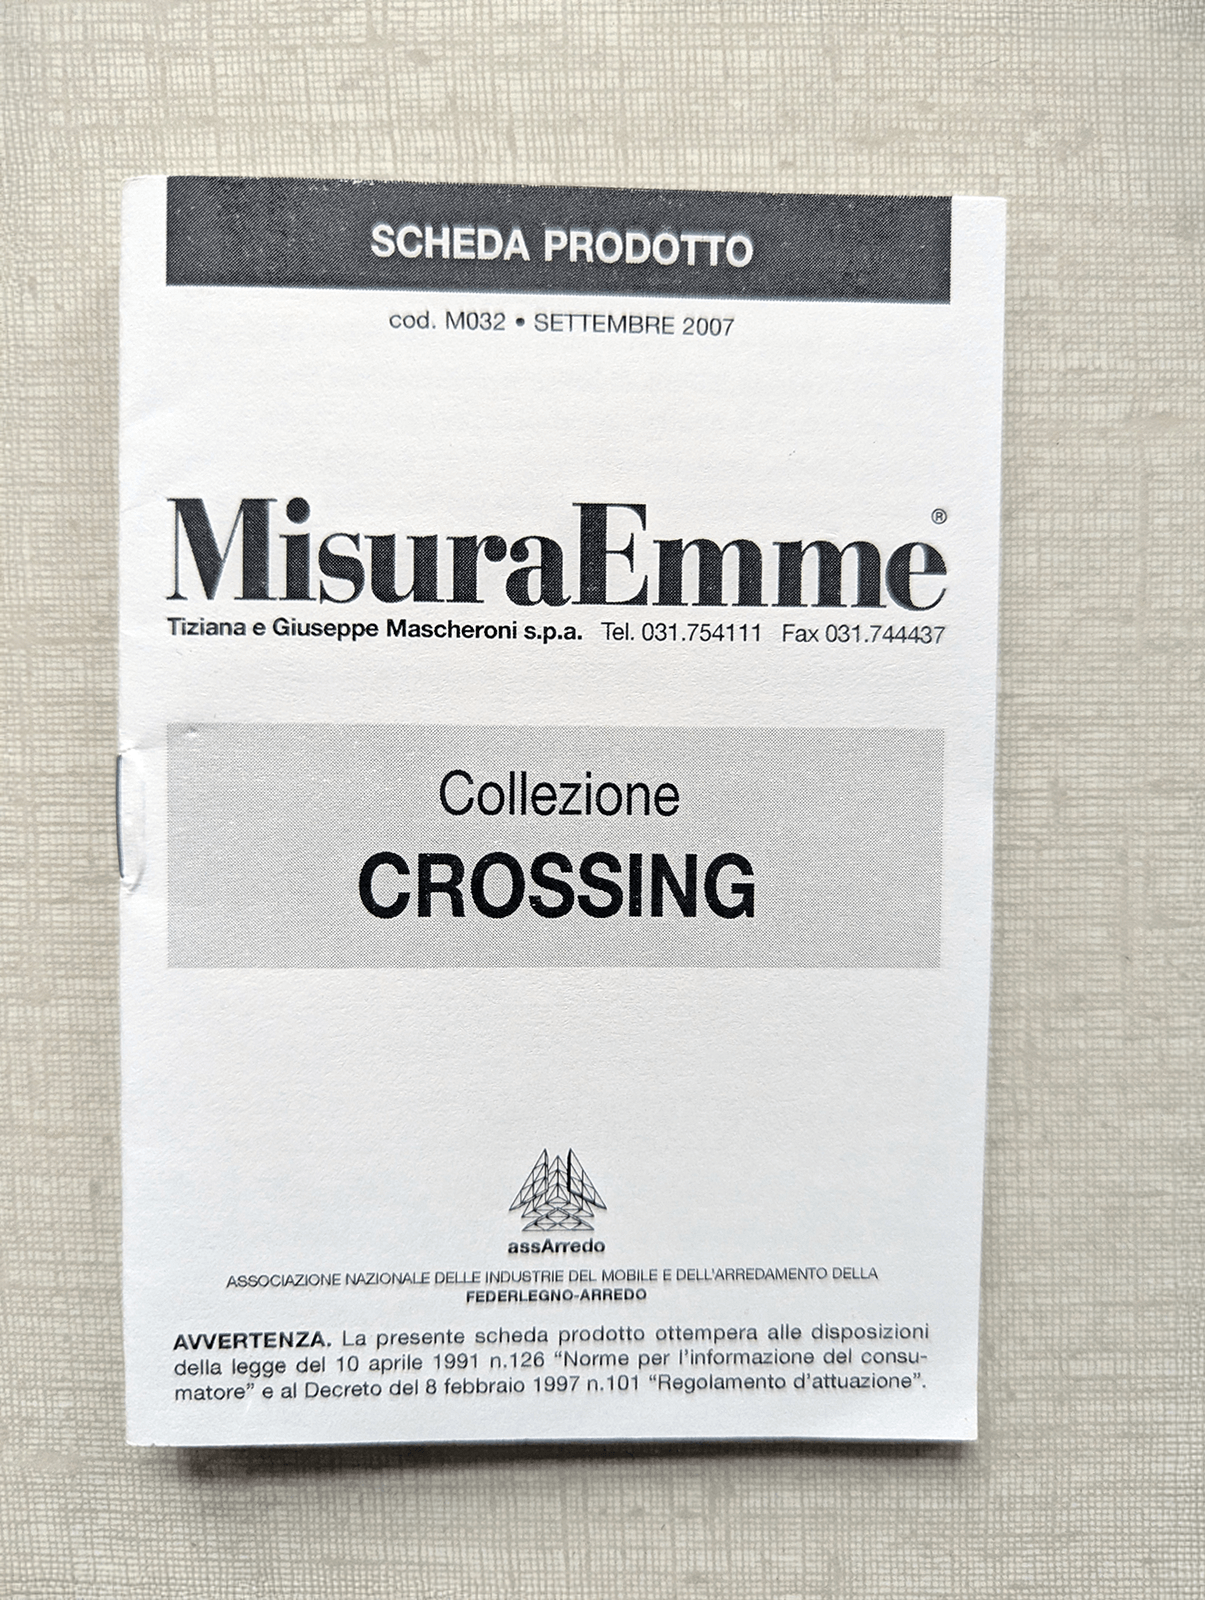 SCHEDA PRODOTTO
cod. M032 • SETTEMBRE 2007
MisuraEmme®
Tiziana e Giuseppe Mascheroni s.p.a. Tel. 031.754111 Fax 031.744437
Collezione
CROSSING
assArredo
ASSOCIAZIONE NAZIONALE DELLE INDUSTRIE DEL MOBILE E DELL'ARREDAMENTO DELLA
FEDERLEGNO-ARREDO
AVVERTENZA. La presente scheda prodotto ottempera alle disposizioni
della legge del 10 aprile 1991 n.126 “Norme per l'informazione del consu-
matore” e al Decreto del 8 febbraio 1997 n.101 “Regolamento d'attuazione”.